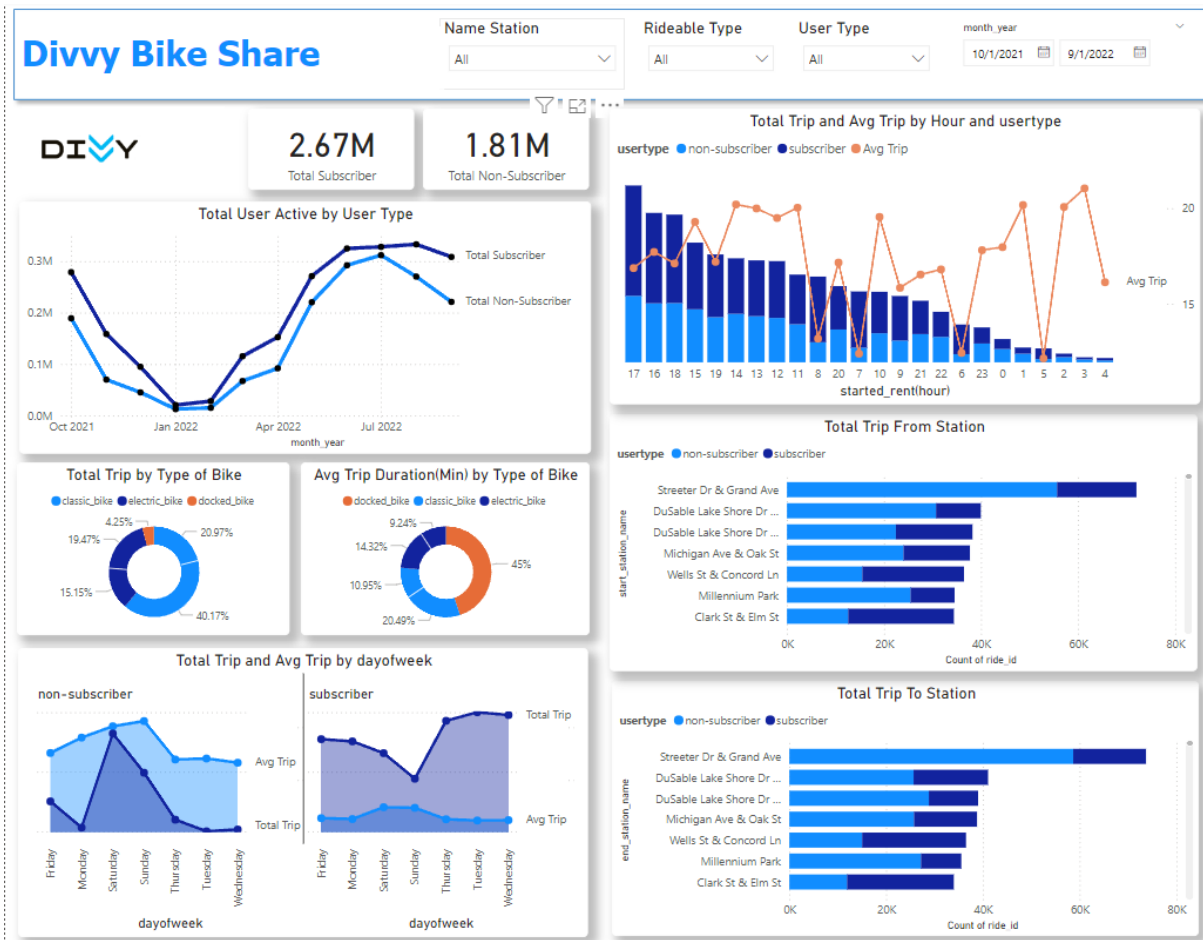 Divvy Bike Share
Name Station
All
Rideable Type
All
User Type
All
month_year
10/1/2021
9/1/2022
DIVVY
2.67M
Total Subscriber
1.81M
Total Non-Subscriber
Total User Active by User Type
0.3M
0.2M
0.1M
0.0M
Total Subscriber
Total Non-Subscriber
Oct 2021 Jan 2022 Apr 2022 Jul 2022
month_year
Total Trip and Avg Trip by Hour and usertype
usertype non-subscriber subscriber Avg Trip
20
15
Avg Trip
17 16 18 15 19 14 13 12 11 8 20 7 10 9 21 22 6 23 0 1 5 2 3 4
started_rent(hour)
Total Trip by Type of Bike
classic_bike electric_bike docked_bike
4.25%
20.97%
19.47%
15.15%
40.17%
Avg Trip Duration(Min) by Type of Bike
docked_bike classic_bike electric_bike
9.24%
14.32%
45%
10.95%
20.49%
Total Trip From Station
usertype non-subscriber subscriber
start_station_name
Streeter Dr & Grand Ave
DuSable Lake Shore Dr ...
DuSable Lake Shore Dr ...
Michigan Ave & Oak St
Wells St & Concord Ln
Millennium Park
Clark St & Elm St
0K 20K 40K 60K 80K
Count of ride_id
Total Trip and Avg Trip by dayofweek
non-subscriber
Avg Trip
Total Trip
Friday
Monday
Saturday
Sunday
Thursday
Tuesday
Wednesday
dayofweek
subscriber
Total Trip
Avg Trip
Friday
Monday
Saturday
Sunday
Thursday
Tuesday
Wednesday
dayofweek
Total Trip To Station
usertype non-subscriber subscriber
end_station_name
Streeter Dr & Grand Ave
DuSable Lake Shore Dr ...
DuSable Lake Shore Dr ...
Michigan Ave & Oak St
Wells St & Concord Ln
Millennium Park
Clark St & Elm St
0K 20K 40K 60K 80K
Count of ride_id